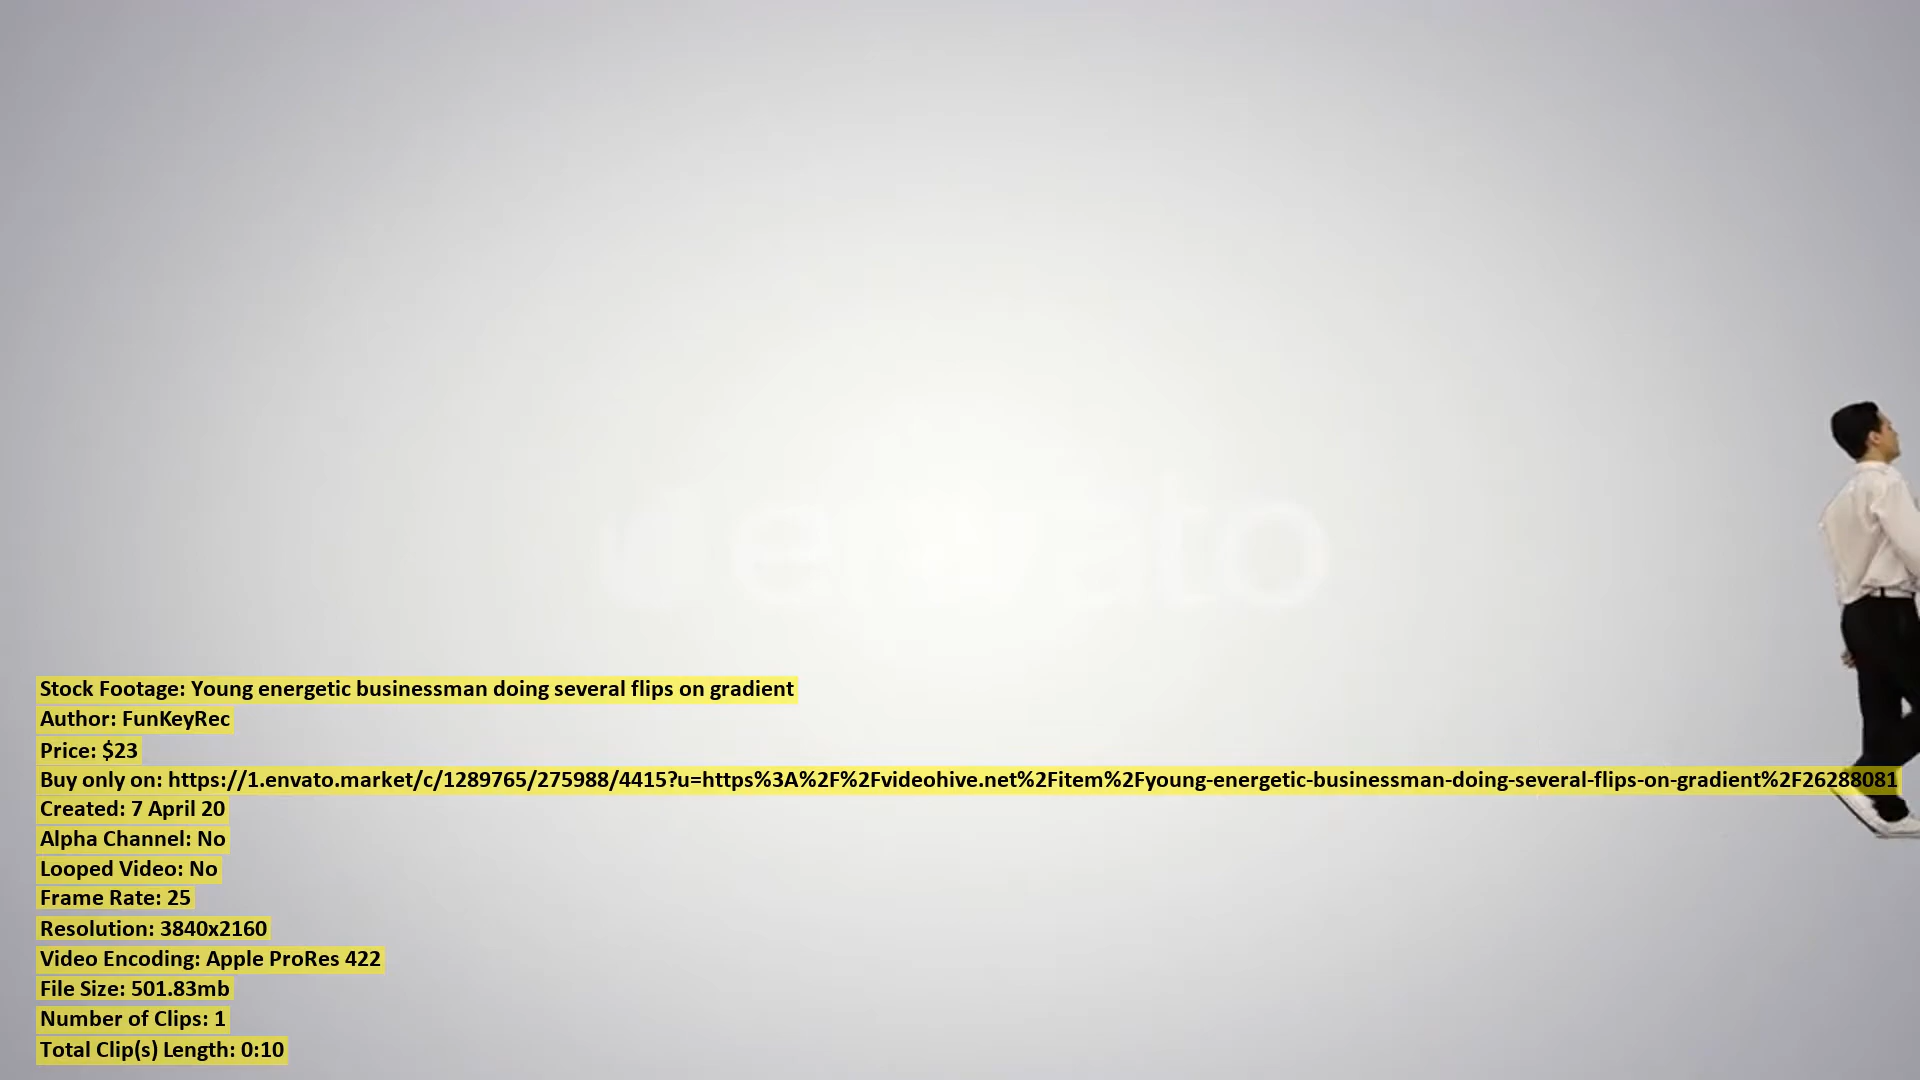 envato
Stock Footage: Young energetic businessman doing several flips on gradient
Author: FunKeyRec
Price: $23
Buy only on: https://1.envato.market/c/1289765/275988/4415?u=https%3A%2F%2Fvideohive.net%2Fitem%2Fyoung-energetic-businessman-doing-several-flips-on-gradient%2F26288081
Created: 7 April 20
Alpha Channel: No
Looped Video: No
Frame Rate: 25
Resolution: 3840x2160
Video Encoding: Apple ProRes 422
File Size: 501.83mb
Number of Clips: 1
Total Clip(s) Length: 0:10